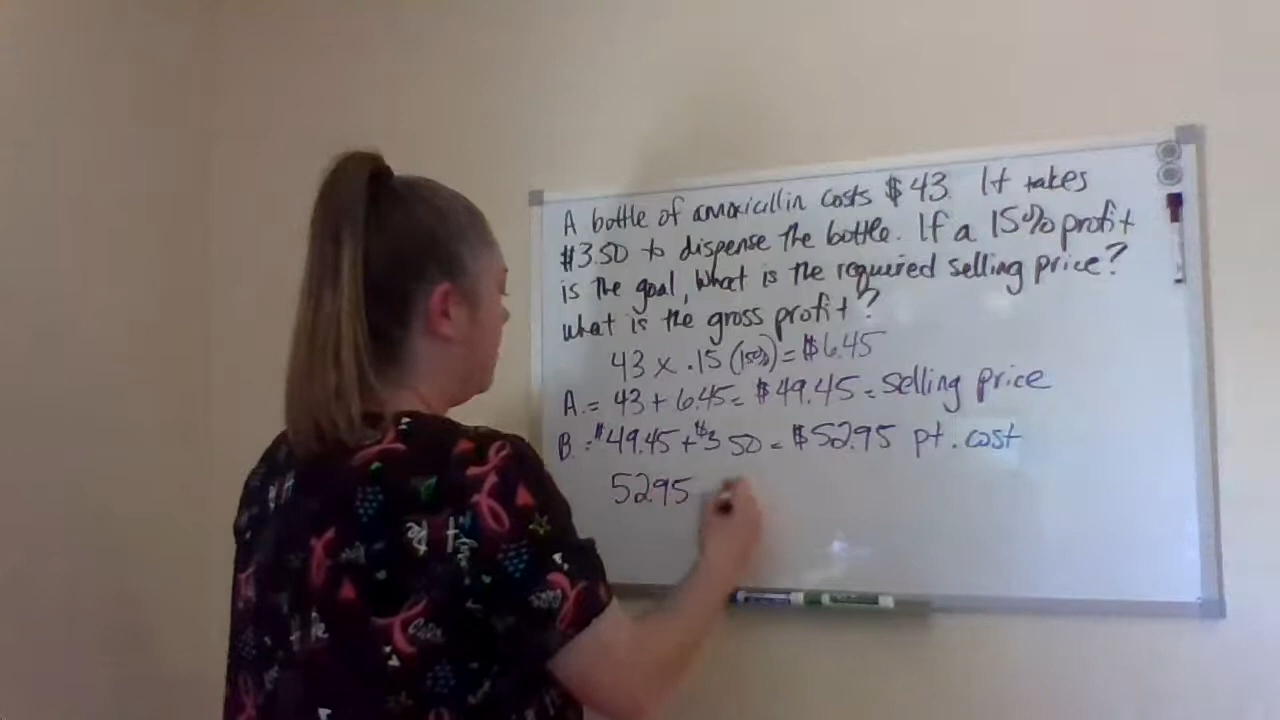 A bottle of amoxicillin costs $43. It takes
$3.50 to dispense the bottle. If a 15% profit
is the goal, What is the required selling price?
What is the gross profit?
43 x .15 (15%) = $6.45
A. = 43 + 6.45 = $49.45 = selling price
B. = $49.45 + $3.50 = $52.95 pt. cost
52.95